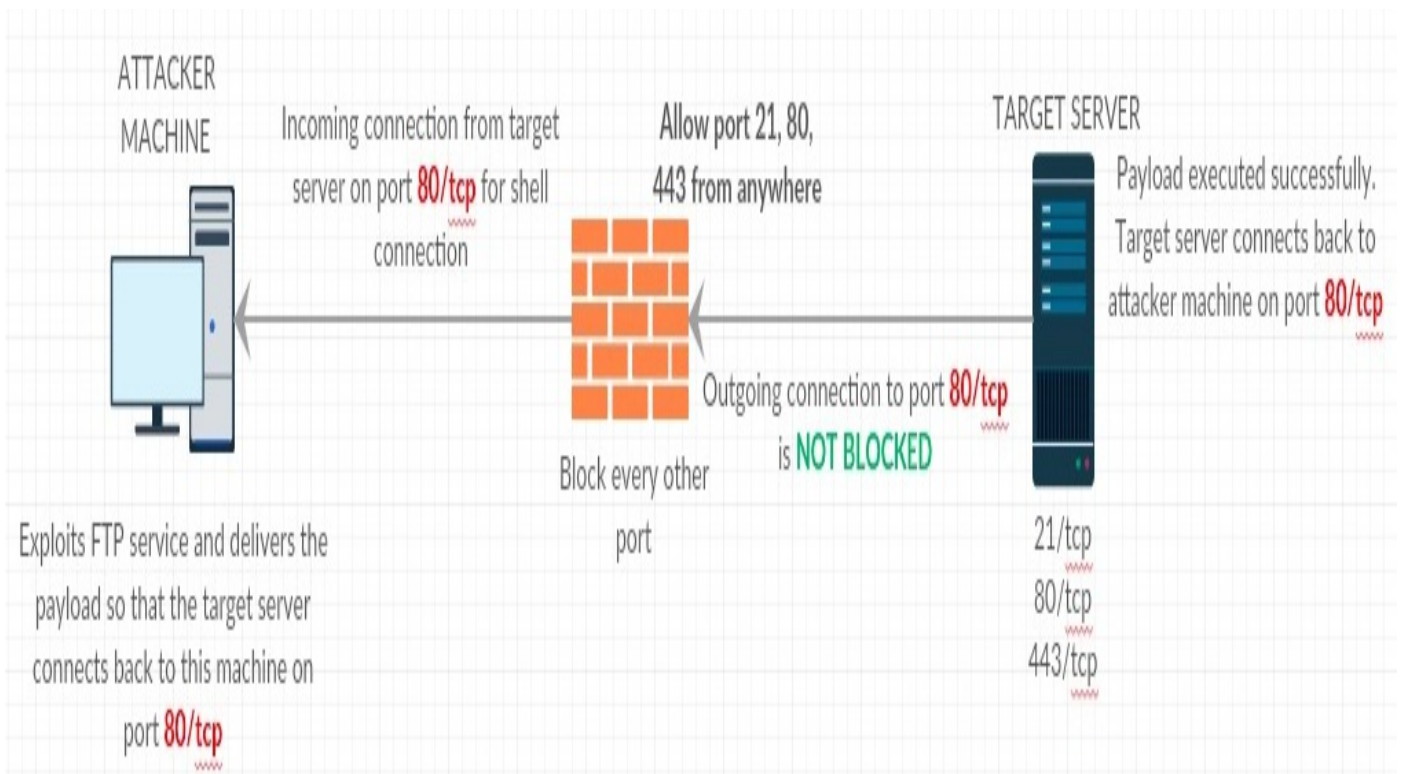 ATTACKER
MACHINE
Incoming connection from target
server on port 80/tcp for shell
connection
Allow port 21, 80,
443 from anywhere
TARGET SERVER
Payload executed successfully.
Target server connects back to
attacker machine on port 80/tcp
Outgoing connection to port 80/tcp
is NOT BLOCKED
Block every other
port
Exploits FTP service and delivers the
payload so that the target server
connects back to this machine on
port 80/tcp
21/tcp
80/tcp
443/tcp